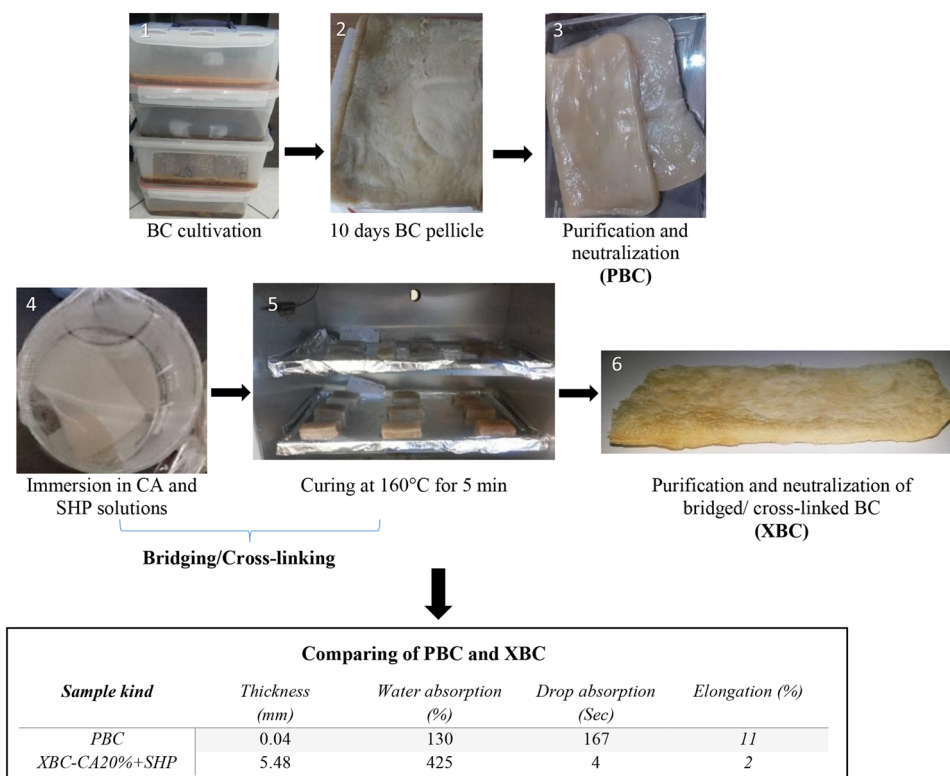 1
2
3
BC cultivation
10 days BC pellicle
Purification and
neutralization
(PBC)
4
5
6
Immersion in CA and
SHP solutions
Curing at 160°C for 5 min
Purification and neutralization of
bridged/ cross-linked BC
(XBC)
Bridging/Cross-linking
Comparing of PBC and XBC
Sample kind Thickness (mm) Water absorption (%) Drop absorption (Sec) Elongation (%)
PBC 0.04 130 167 11
XBC-CA20%+SHP 5.48 425 4 2